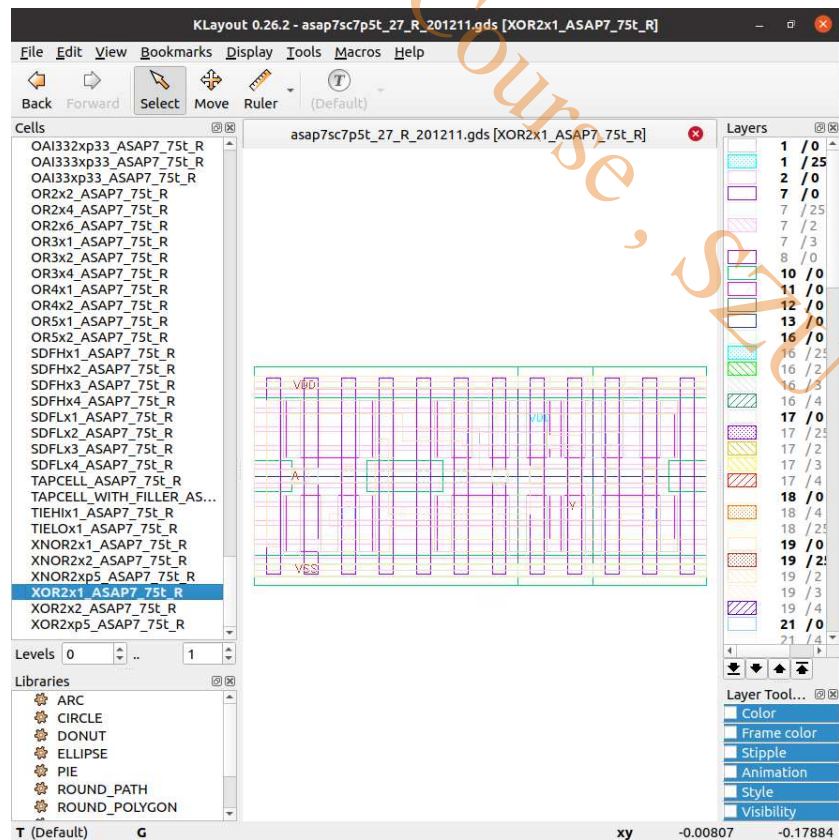 KLayout 0.26.2 - asap7sc7p5t_27_R_201211.gds [XOR2x1_ASAP7_75t_R]
File Edit View Bookmarks Display Tools Macros Help
Back Forward Select Move Ruler (Default)
Cells
OAI332xp33_ASAP7_75t_R
OAI333xp33_ASAP7_75t_R
OAI33xp33_ASAP7_75t_R
OR2x2_ASAP7_75t_R
OR2x4_ASAP7_75t_R
OR2x6_ASAP7_75t_R
OR3x1_ASAP7_75t_R
OR3x2_ASAP7_75t_R
OR3x4_ASAP7_75t_R
OR4x1_ASAP7_75t_R
OR4x2_ASAP7_75t_R
OR5x1_ASAP7_75t_R
OR5x2_ASAP7_75t_R
SDFHx1_ASAP7_75t_R
SDFHx2_ASAP7_75t_R
SDFHx3_ASAP7_75t_R
SDFHx4_ASAP7_75t_R
SDFLx1_ASAP7_75t_R
SDFLx2_ASAP7_75t_R
SDFLx3_ASAP7_75t_R
SDFLx4_ASAP7_75t_R
TAPCELL_ASAP7_75t_R
TAPCELL_WITH_FILLER_AS...
TIEHIx1_ASAP7_75t_R
TIELOx1_ASAP7_75t_R
XNOR2x1_ASAP7_75t_R
XNOR2x2_ASAP7_75t_R
XNOR2xp5_ASAP7_75t_R
XOR2x1_ASAP7_75t_R
XOR2x2_ASAP7_75t_R
XOR2xp5_ASAP7_75t_R
Levels 0 .. 1
Libraries
ARC
CIRCLE
DONUT
ELLIPSE
PIE
ROUND_PATH
ROUND_POLYGON
asap7sc7p5t_27_R_201211.gds [XOR2x1_ASAP7_75t_R]
VDD
VDD
A
Y
VSS
Course, SZU
Layers
1 /0
1 /25
2 /0
7 /0
7 /25
7 /2
7 /3
8 /0
10 /0
11 /0
12 /0
13 /0
16 /0
16 /25
16 /2
16 /3
16 /4
17 /0
17 /25
17 /2
17 /3
17 /4
18 /0
18 /4
18 /25
19 /0
19 /25
19 /2
19 /3
19 /4
21 /0
21 /4
Layer Tool...
Color
Frame color
Stipple
Animation
Style
Visibility
T (Default) G xy -0.00807 -0.17884